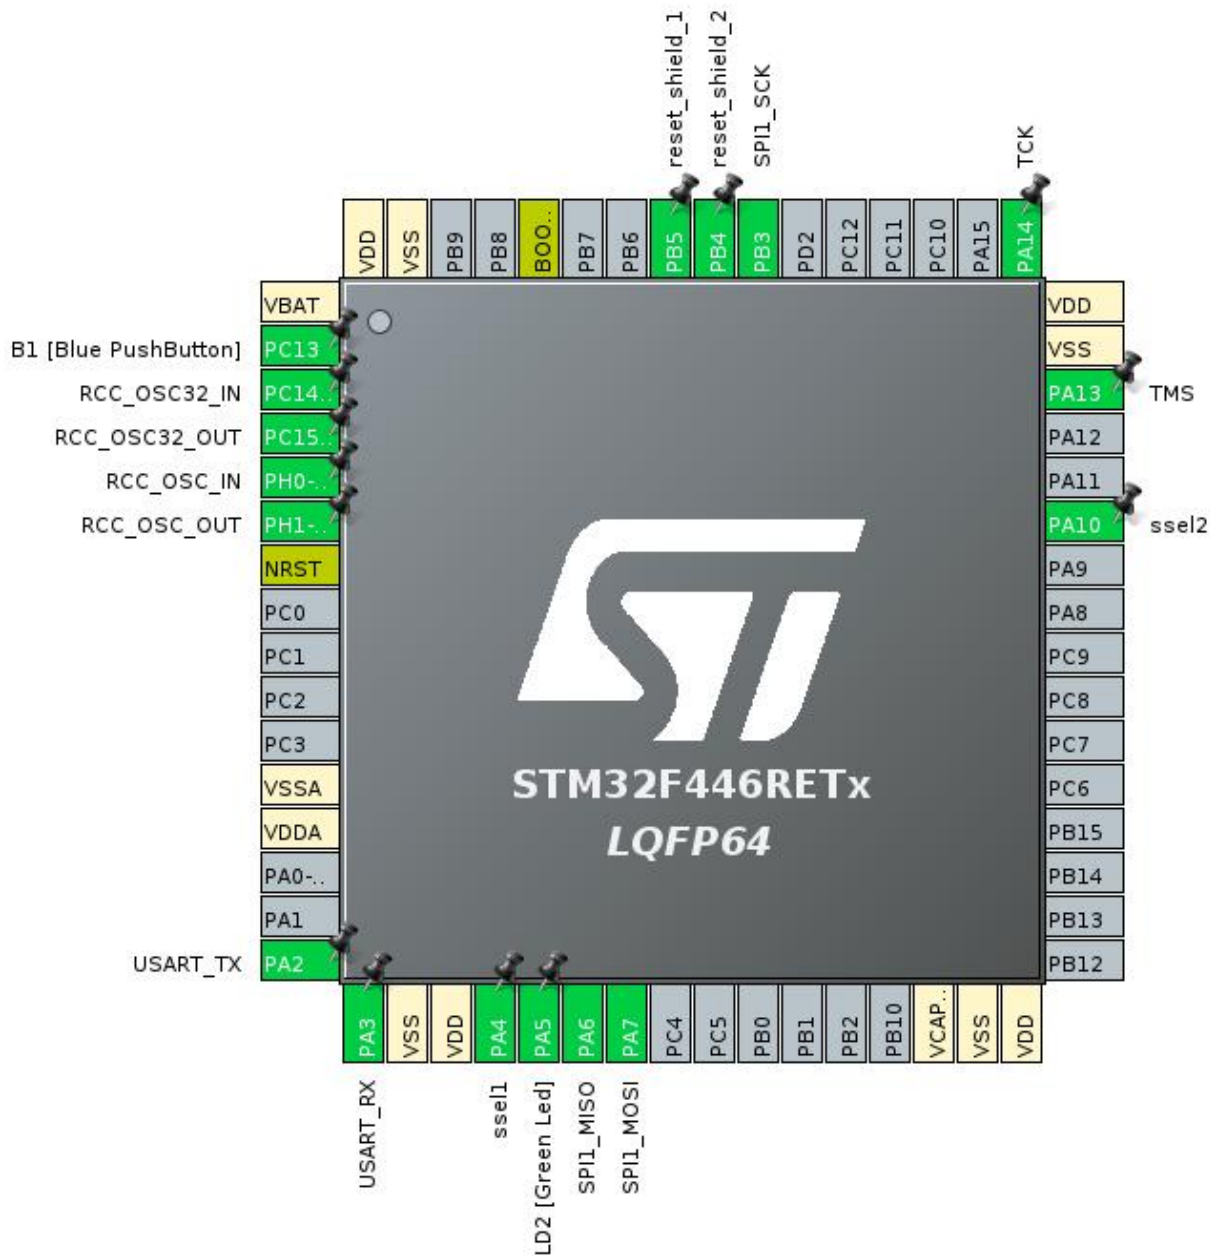 reset_shield_1
reset_shield_2
SPI1_SCK
TCK
VDD
VSS
PB9
PB8
BOO..
PB7
PB6
PB5
PB4
PB3
PD2
PC12
PC11
PC10
PA15
PA14
VBAT
B1 [Blue PushButton] PC13
RCC_OSC32_IN PC14..
RCC_OSC32_OUT PC15..
RCC_OSC_IN PH0-..
RCC_OSC_OUT PH1-..
NRST
PC0
PC1
PC2
PC3
VSSA
VDDA
PA0-..
PA1
USART_TX PA2
STM32F446RETx
LQFP64
VDD
VSS
PA13 TMS
PA12
PA11
PA10 ssel2
PA9
PA8
PC9
PC8
PC7
PC6
PB15
PB14
PB13
PB12
PA3
VSS
VDD
PA4
PA5
PA6
PA7
PC4
PC5
PB0
PB1
PB2
PB10
VCAP..
VSS
VDD
USART_RX
ssel1
LD2 [Green Led]
SPI1_MISO
SPI1_MOSI